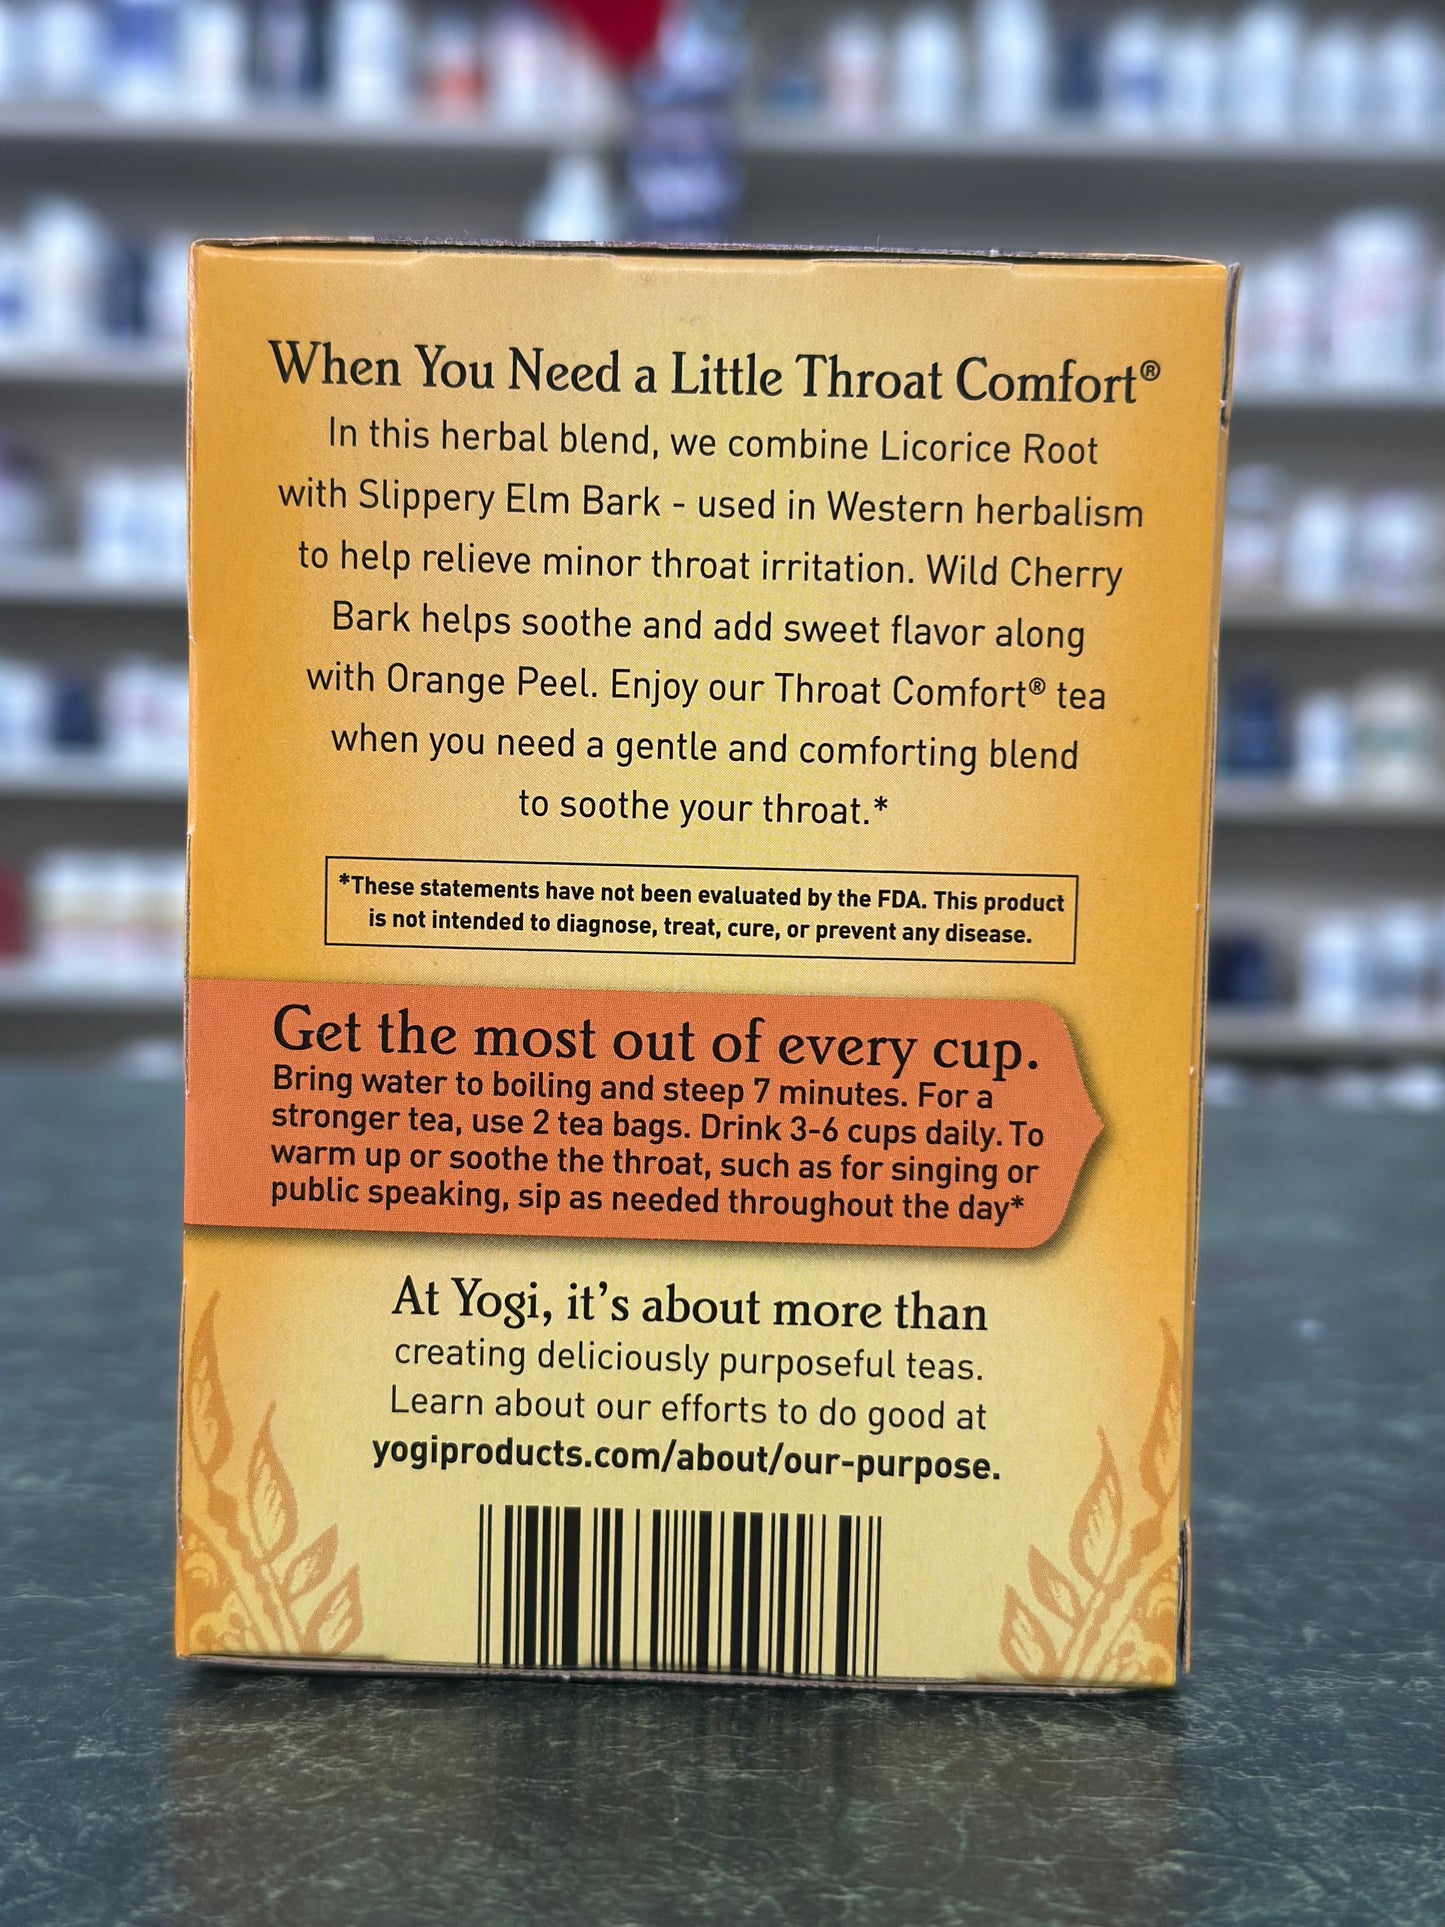 When You Need a Little Throat Comfort®
In this herbal blend, we combine Licorice Root
with Slippery Elm Bark - used in Western herbalism
to help relieve minor throat irritation. Wild Cherry
Bark helps soothe and add sweet flavor along
with Orange Peel. Enjoy our Throat Comfort® tea
when you need a gentle and comforting blend
to soothe your throat.*
*These statements have not been evaluated by the FDA. This product
is not intended to diagnose, treat, cure, or prevent any disease.
Get the most out of every cup.
Bring water to boiling and steep 7 minutes. For a
stronger tea, use 2 tea bags. Drink 3-6 cups daily. To
warm up or soothe the throat, such as for singing or
public speaking, sip as needed throughout the day*
At Yogi, it's about more than
creating deliciously purposeful teas.
Learn about our efforts to do good at
yogiproducts.com/about/our-purpose.